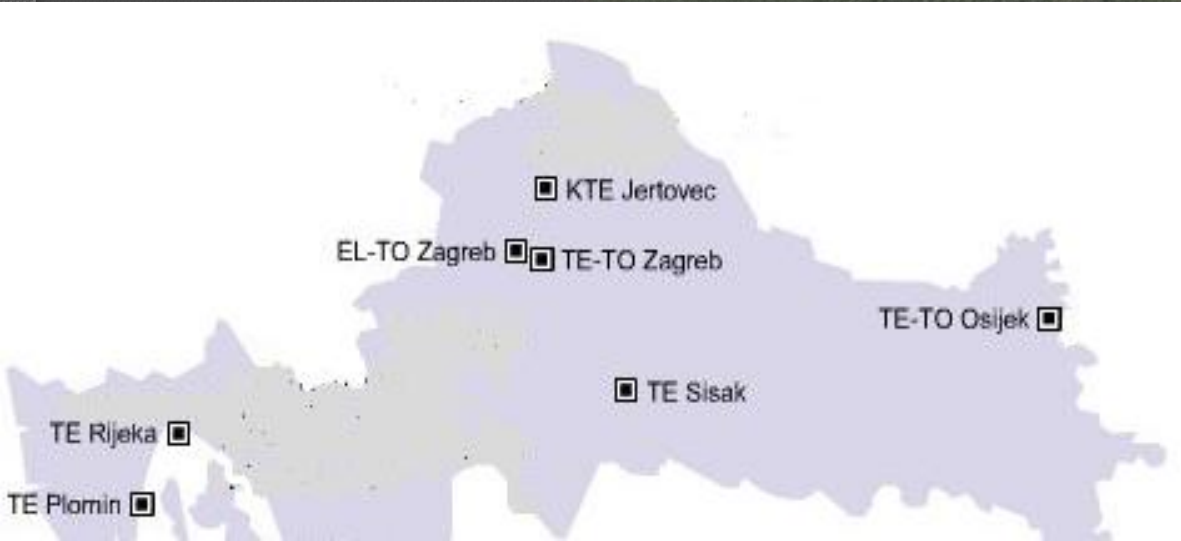 KTE Jertovec
EL-TO Zagreb
TE-TO Zagreb
TE-TO Osijek
TE Sisak
TE Rijeka
TE Plomin